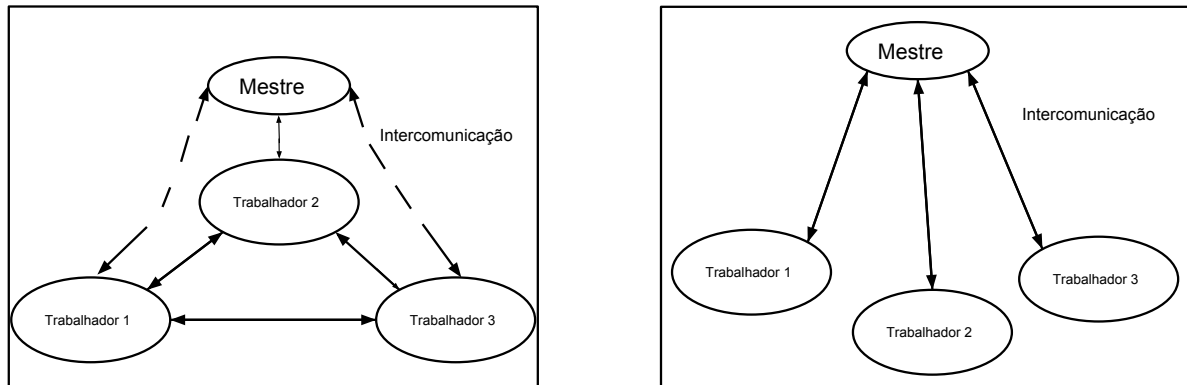 Mestre
Intercomunicação
Trabalhador 2
Trabalhador 1
Trabalhador 3
Mestre
Intercomunicação
Trabalhador 1
Trabalhador 3
Trabalhador 2